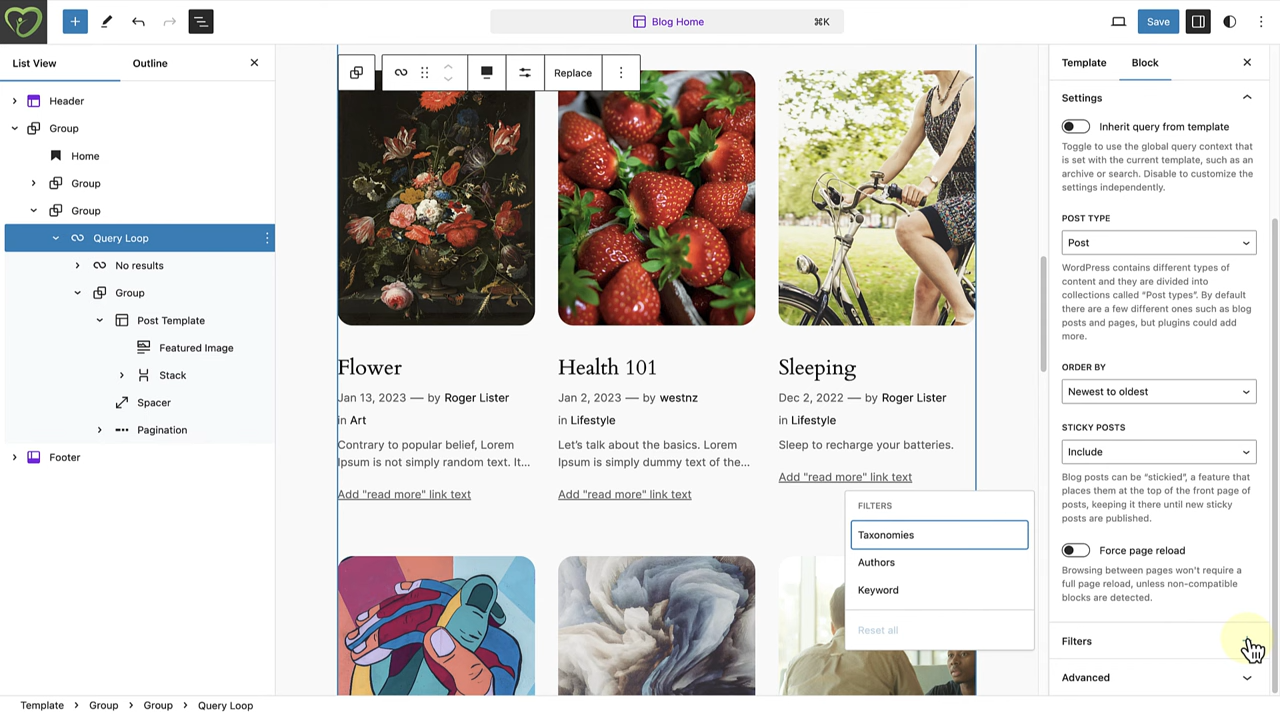 Blog Home
⌘K
Save
List View
Outline
Header
Group
Home
Group
Group
Query Loop
No results
Group
Post Template
Featured Image
Stack
Spacer
Pagination
Footer
Replace
Flower
Jan 13, 2023 — by Roger Lister
in Art
Contrary to popular belief, Lorem
Ipsum is not simply random text. It…
Add "read more" link text
Health 101
Jan 2, 2023 — by westnz
in Lifestyle
Let's talk about the basics. Lorem
Ipsum is simply dummy text of the…
Add "read more" link text
Sleeping
Dec 2, 2022 — by Roger Lister
in Lifestyle
Sleep to recharge your batteries.
Add "read more" link text
FILTERS
Taxonomies
Authors
Keyword
Reset all
Template
Block
Settings
Inherit query from template
Toggle to use the global query context that
is set with the current template, such as an
archive or search. Disable to customize the
settings independently.
POST TYPE
Post
WordPress contains different types of
content and they are divided into
collections called "Post types". By default
there are a few different ones such as blog
posts and pages, but plugins could add
more.
ORDER BY
Newest to oldest
STICKY POSTS
Include
Blog posts can be "stickied", a feature that
places them at the top of the front page of
posts, keeping it there until new sticky
posts are published.
Force page reload
Browsing between pages won't require a
full page reload, unless non-compatible
blocks are detected.
Filters
Advanced
Template > Group > Group > Query Loop